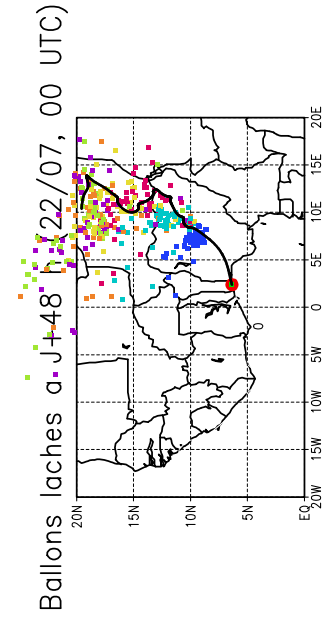 Ballons laches a J+48 22/07, 00 UTC)
20N
15N
10N
5N
EQ
20W 15W 10W 5W 0 5E 10E 15E 20E
0